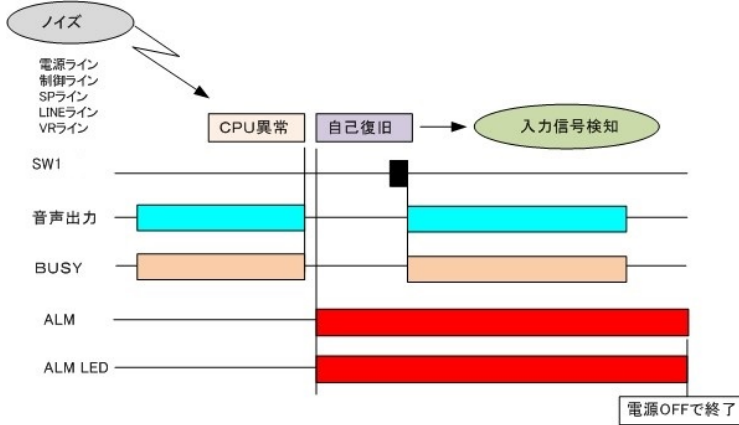 ノイズ
電源ライン
制御ライン
SPライン
LINEライン
VRライン
CPU異常
自己復旧
入力信号検知
SW1
音声出力
BUSY
ALM
ALM LED
電源OFFで終了